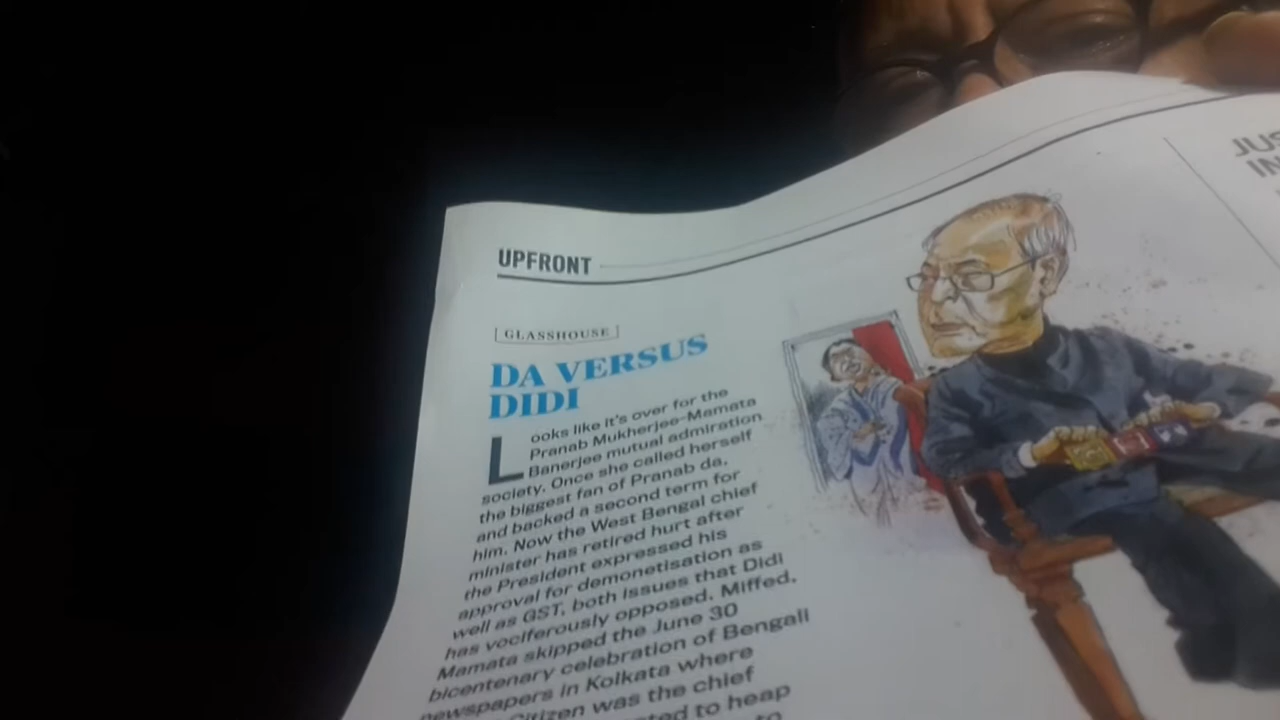 UPFRONT
GLASSHOUSE
DA VERSUS
DIDI
Looks like it's over for the
Pranab Mukherjee-Mamata
Banerjee mutual admiration
society. Once she called herself
the biggest fan of Pranab da,
and backed a second term for
him. Now the West Bengal chief
minister has retired hurt after
the President expressed his
approval for demonetisation as
well as GST, both issues that Didi
has vociferously opposed. Miffed,
Mamata skipped the June 30
bicentenary celebration of Bengali
newspapers in Kolkata where
Citizen was the chief
to heap
to